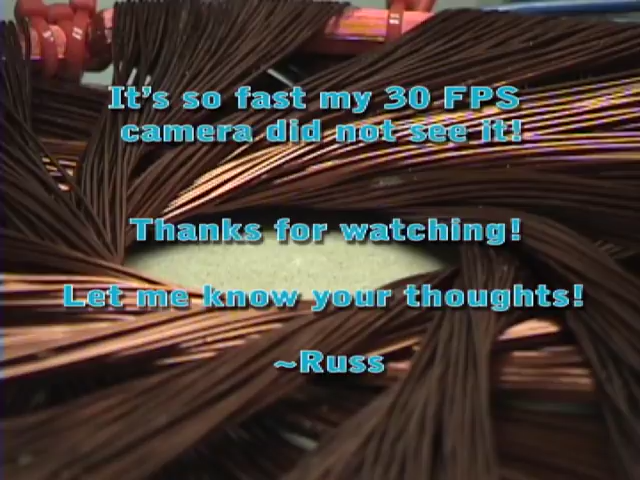 It's so fast my 30 FPS
camera did not see it!
Thanks for watching!
Let me know your thoughts!
~Russ